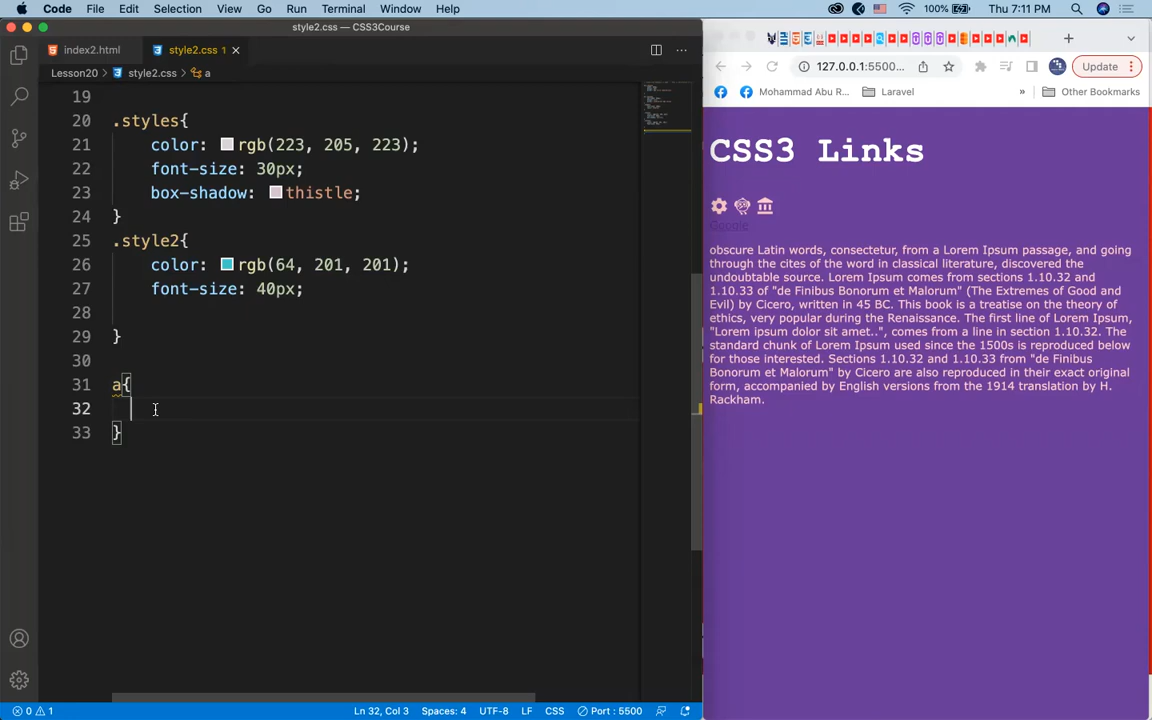 Code File Edit Selection View Go Run Terminal Window Help
100% Thu 7:11 PM
style2.css — CSS3Course
index2.html
style2.css 1
Lesson20 > style2.css > a
19
20 .styles{
21 color: rgb(223, 205, 223);
22 font-size: 30px;
23 box-shadow: thistle;
24 }
25 .style2{
26 color: rgb(64, 201, 201);
27 font-size: 40px;
28
29 }
30
31 a{
32
33 }
0 1
Ln 32, Col 3 Spaces: 4 UTF-8 LF CSS Port : 5500
127.0.0.1:5500...
Update
Mohammad Abu R...
Laravel
» Other Bookmarks
CSS3 Links
Google
obscure Latin words, consectetur, from a Lorem Ipsum passage, and going
through the cites of the word in classical literature, discovered the
undoubtable source. Lorem Ipsum comes from sections 1.10.32 and
1.10.33 of "de Finibus Bonorum et Malorum" (The Extremes of Good and
Evil) by Cicero, written in 45 BC. This book is a treatise on the theory of
ethics, very popular during the Renaissance. The first line of Lorem Ipsum,
"Lorem ipsum dolor sit amet..", comes from a line in section 1.10.32. The
standard chunk of Lorem Ipsum used since the 1500s is reproduced below
for those interested. Sections 1.10.32 and 1.10.33 from "de Finibus
Bonorum et Malorum" by Cicero are also reproduced in their exact original
form, accompanied by English versions from the 1914 translation by H.
Rackham.